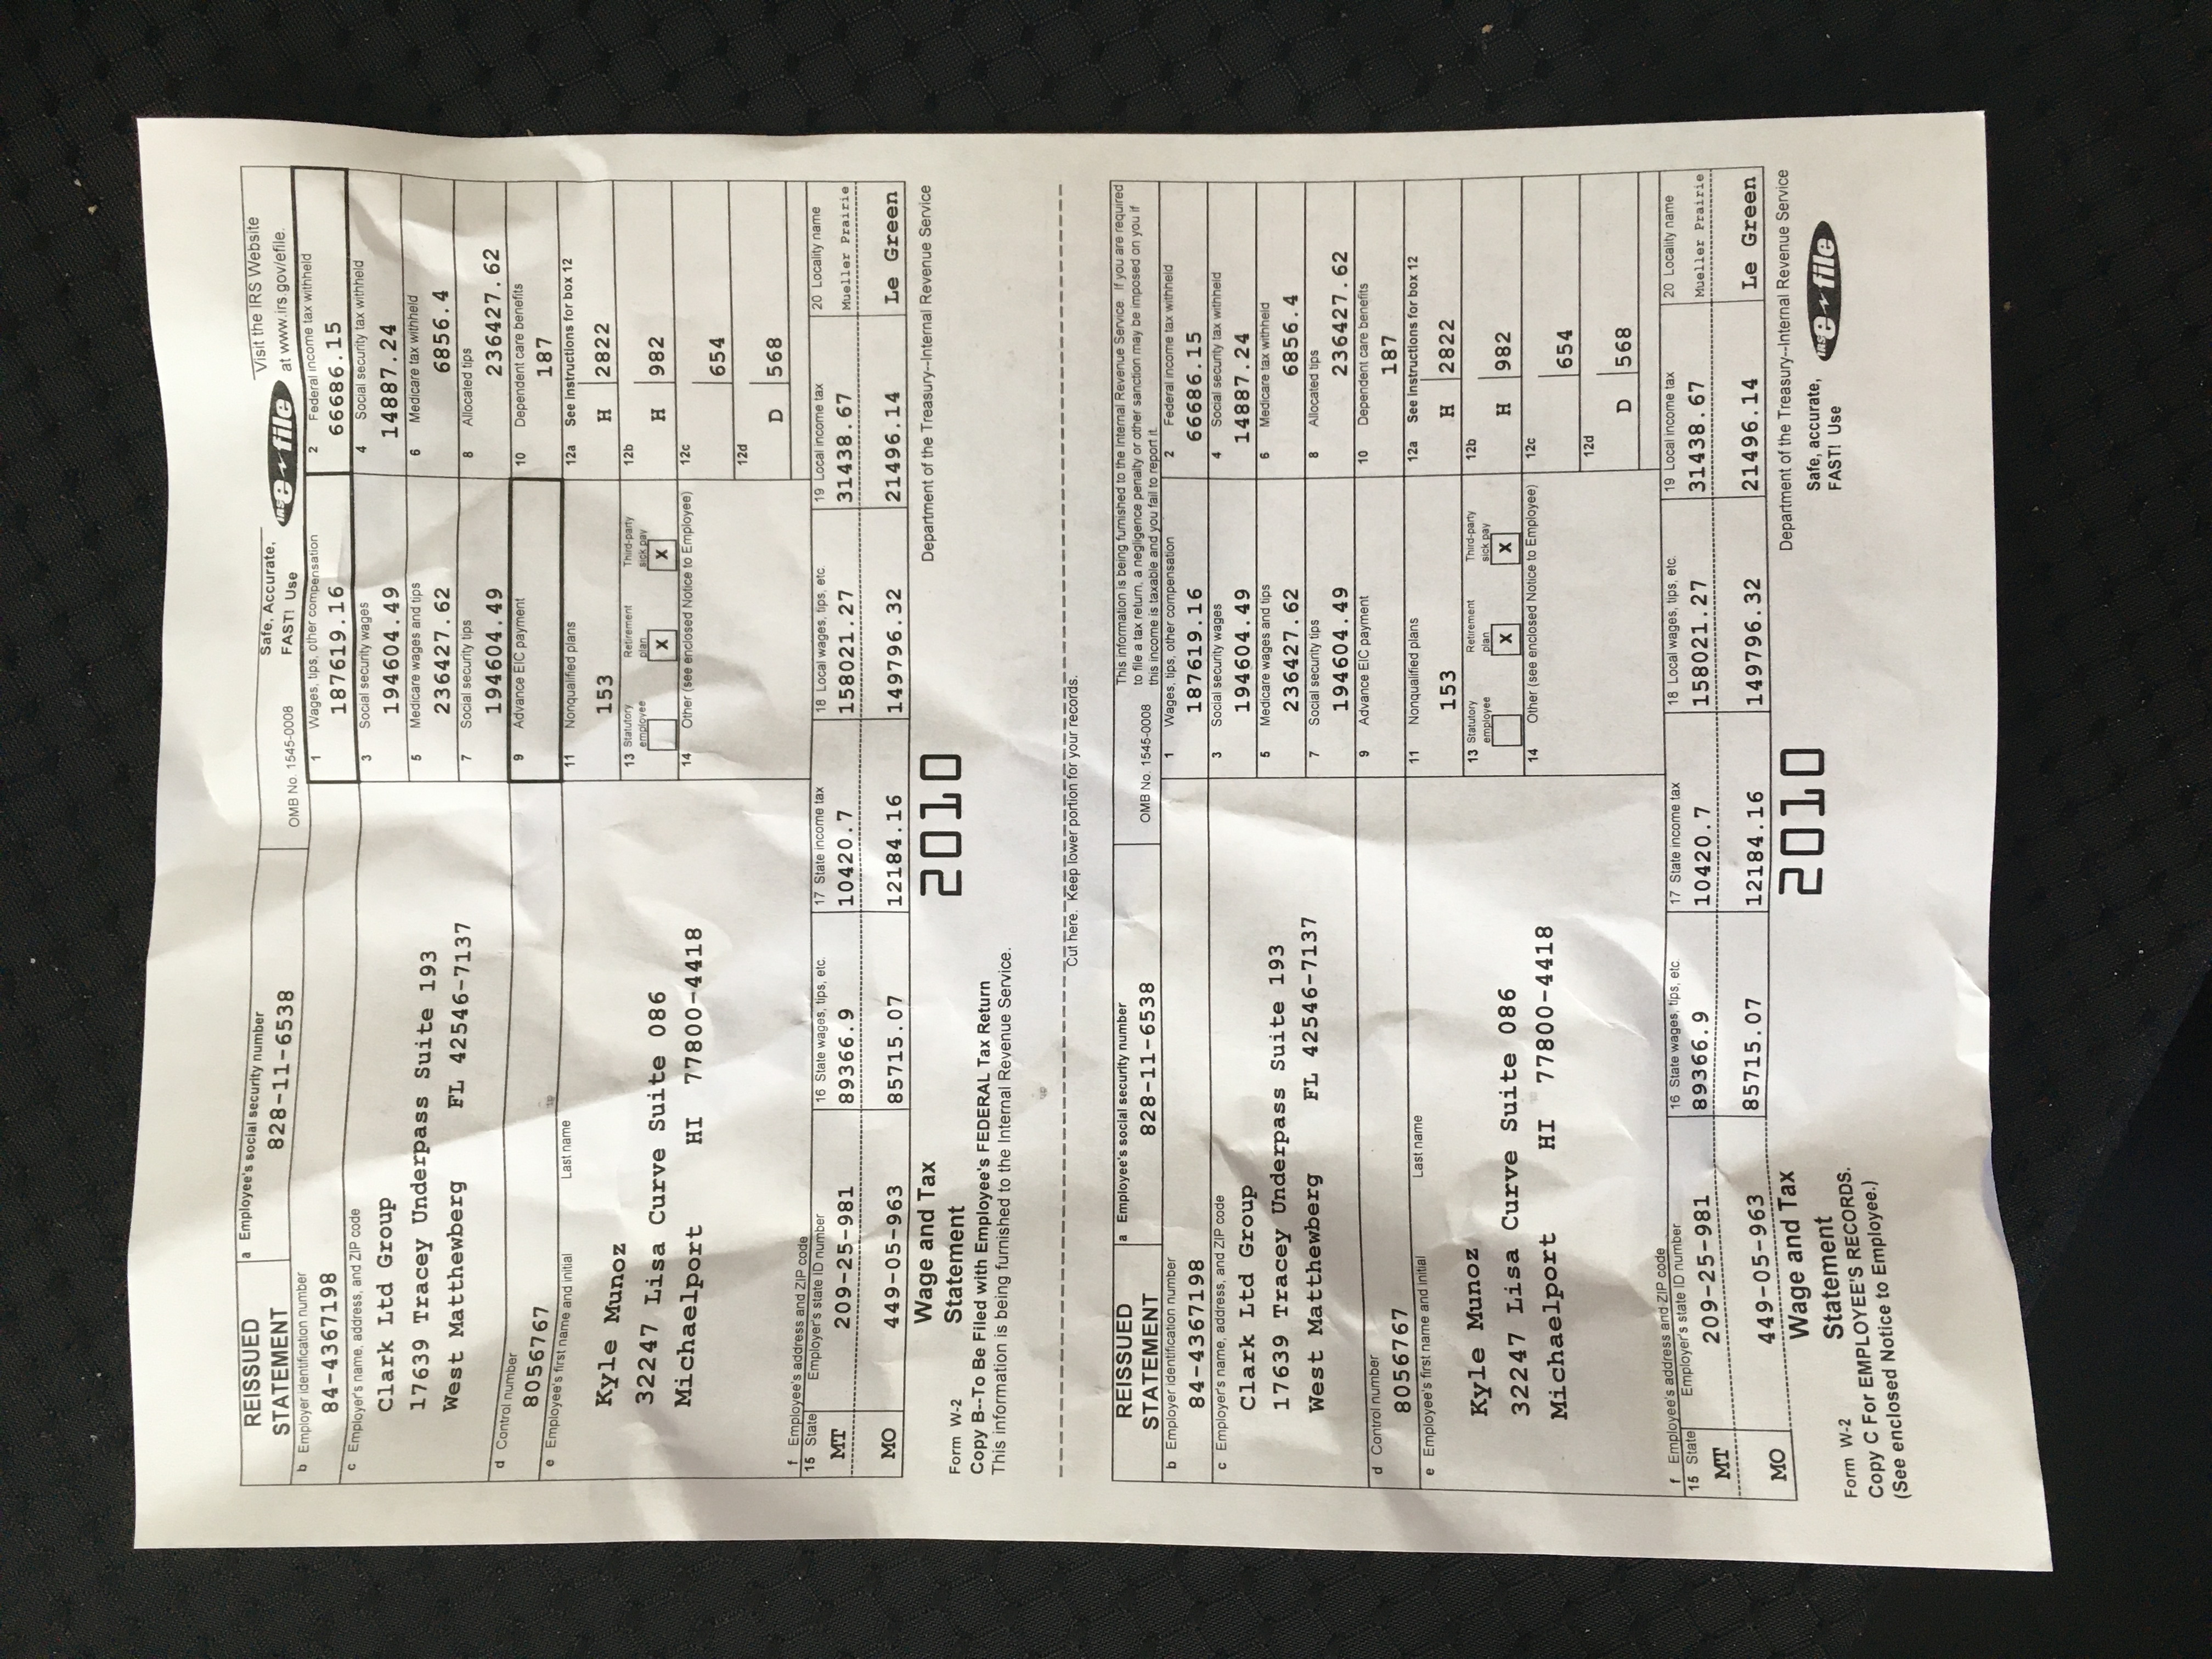 REISSUED STATEMENT
a Employee's social security number
828-11-6538
OMB No. 1545-0008
Safe, Accurate, FAST! Use
IRS e-file
Visit the IRS Website at www.irs.gov/efile.
b Employer identification number
84-4367198
1 Wages, tips, other compensation
187619.16
2 Federal income tax withheld
66686.15
c Employer's name, address, and ZIP code
Clark Ltd Group
17639 Tracey Underpass Suite 193
West Matthewberg FL 42546-7137
3 Social security wages
194604.49
4 Social security tax withheld
14887.24
5 Medicare wages and tips
236427.62
6 Medicare tax withheld
6856.4
7 Social security tips
194604.49
8 Allocated tips
236427.62
d Control number
8056767
9 Advance EIC payment
10 Dependent care benefits
187
e Employee's first name and initial Last name
Kyle Munoz
32247 Lisa Curve Suite 086
Michaelport HI 77800-4418
11 Nonqualified plans
153
12a See instructions for box 12
H 2822
13 Statutory employee Retirement plan Third-party sick pay
X X
12b
H 982
14 Other (see enclosed Notice to Employee)
12c
654
12d
D 568
f Employee's address and ZIP code
15 State Employer's state ID number 16 State wages, tips, etc. 17 State income tax 18 Local wages, tips, etc. 19 Local income tax 20 Locality name
MT 209-25-981 89366.9 10420.7 158021.27 31438.67 Mueller Prairie
MO 449-05-963 85715.07 12184.16 149796.32 21496.14 Le Green
Form W-2 Wage and Tax Statement
2010
Department of the Treasury--Internal Revenue Service
Copy B--To Be Filed with Employee's FEDERAL Tax Return
This information is being furnished to the Internal Revenue Service.
Cut here. Keep lower portion for your records.
REISSUED STATEMENT
a Employee's social security number
828-11-6538
OMB No. 1545-0008
This information is being furnished to the Internal Revenue Service. If you are required
to file a tax return, a negligence penalty or other sanction may be imposed on you if
this income is taxable and you fail to report it.
b Employer identification number
84-4367198
1 Wages, tips, other compensation
187619.16
2 Federal income tax withheld
66686.15
c Employer's name, address, and ZIP code
Clark Ltd Group
17639 Tracey Underpass Suite 193
West Matthewberg FL 42546-7137
3 Social security wages
194604.49
4 Social security tax withheld
14887.24
5 Medicare wages and tips
236427.62
6 Medicare tax withheld
6856.4
7 Social security tips
194604.49
8 Allocated tips
236427.62
d Control number
8056767
9 Advance EIC payment
10 Dependent care benefits
187
e Employee's first name and initial Last name
Kyle Munoz
32247 Lisa Curve Suite 086
Michaelport HI 77800-4418
11 Nonqualified plans
153
12a See instructions for box 12
H 2822
13 Statutory employee Retirement plan Third-party sick pay
X X
12b
H 982
14 Other (see enclosed Notice to Employee)
12c
654
12d
D 568
f Employee's address and ZIP code
15 State Employer's state ID number 16 State wages, tips, etc. 17 State income tax 18 Local wages, tips, etc. 19 Local income tax 20 Locality name
MT 209-25-981 89366.9 10420.7 158021.27 31438.67 Mueller Prairie
MO 449-05-963 85715.07 12184.16 149796.32 21496.14 Le Green
Form W-2 Wage and Tax Statement
2010
Department of the Treasury--Internal Revenue Service
Safe, accurate, FAST! Use
IRS e-file
Copy C For EMPLOYEE'S RECORDS.
(See enclosed Notice to Employee.)